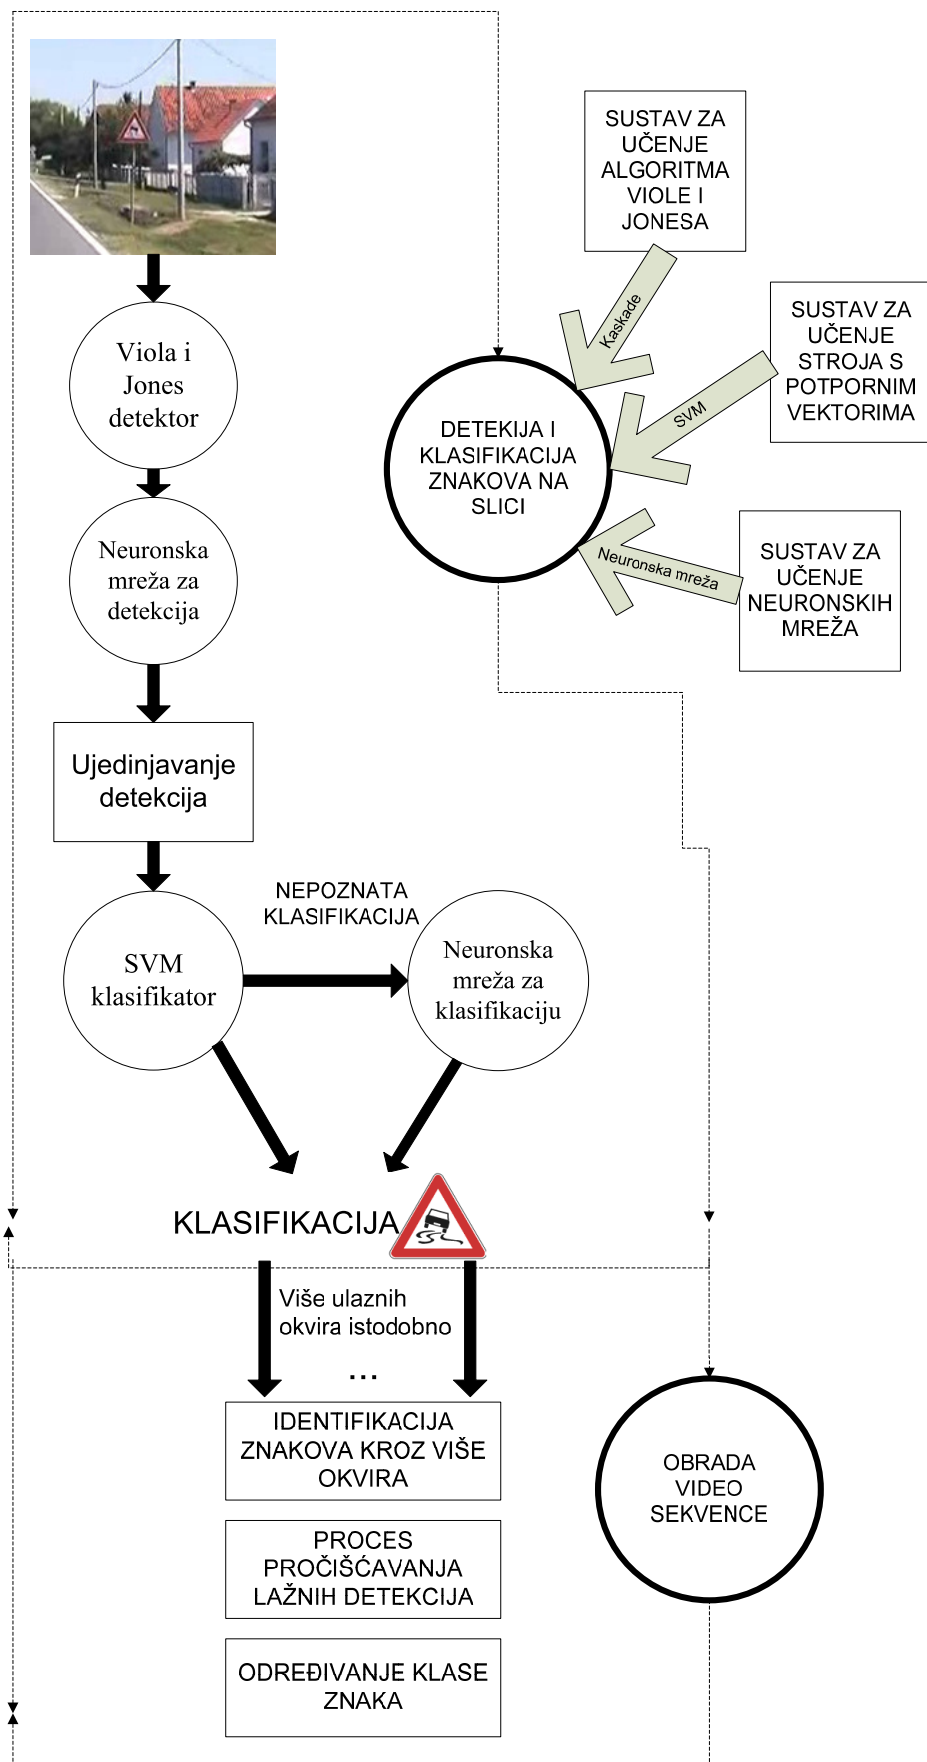 SUSTAV ZA
UČENJE
ALGORITMA
VIOLE I
JONESA
Kaskade
SUSTAV ZA
UČENJE
STROJA S
POTPORNIM
VEKTORIMA
SVM
Viola i
Jones
detektor
DETEKIJA I
KLASIFIKACIJA
ZNAKOVA NA
SLICI
Neuronska mreža
SUSTAV ZA
UČENJE
NEURONSKIH
MREŽA
Neuronska
mreža za
detekcija
Ujedinjavanje
detekcija
NEPOZNATA
KLASIFIKACIJA
SVM
klasifikator
Neuronska
mreža za
klasifikaciju
KLASIFIKACIJA
Više ulaznih
okvira istodobno
...
IDENTIFIKACIJA
ZNAKOVA KROZ VIŠE
OKVIRA
OBRADA
VIDEO
SEKVENCE
PROCES
PROČIŠĆAVANJA
LAŽNIH DETEKCIJA
ODREĐIVANJE KLASE
ZNAKA